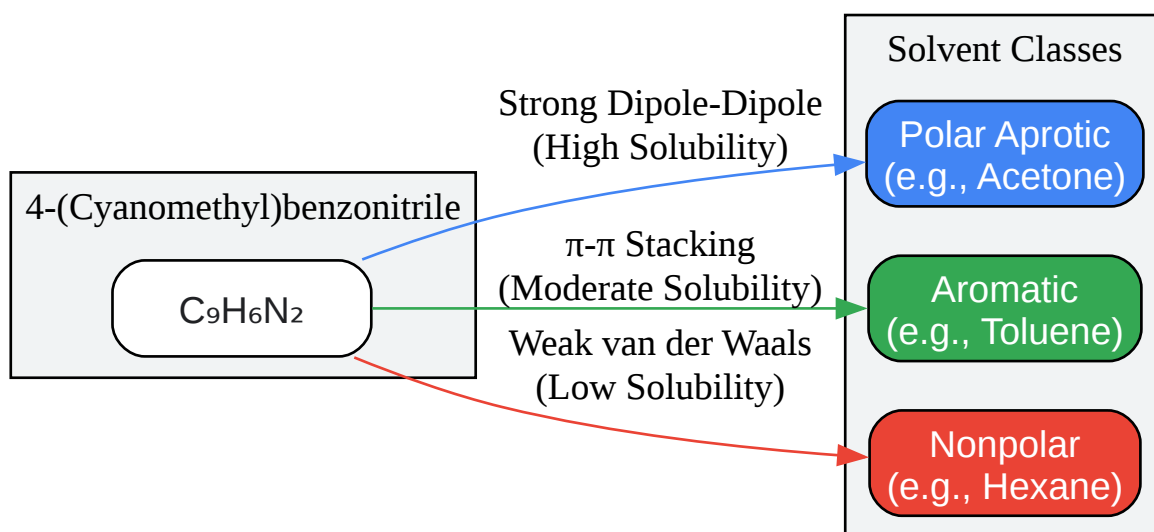 Solvent Classes
Strong Dipole-Dipole
(High Solubility)
Polar Aprotic
(e.g., Acetone)
4-(Cyanomethyl)benzonitrile
C₉H₆N₂
π-π Stacking
(Moderate Solubility)
Aromatic
(e.g., Toluene)
Weak van der Waals
(Low Solubility)
Nonpolar
(e.g., Hexane)